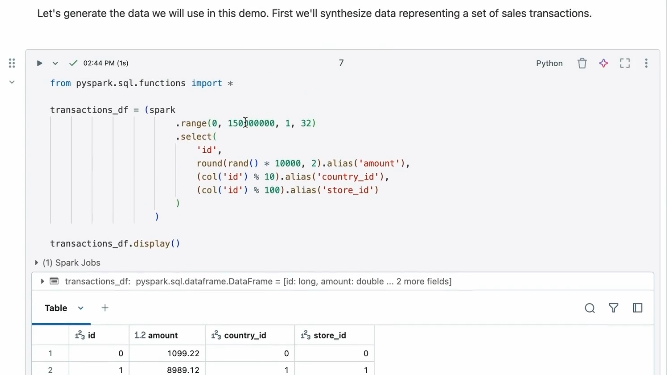 Let's generate the data we will use in this demo. First we'll synthesize data representing a set of sales transactions.
02:44 PM (1s)
7
Python
from pyspark.sql.functions import *
transactions_df = (spark
.range(0, 150000000, 1, 32)
.select(
'id',
round(rand() * 10000, 2).alias('amount'),
(col('id') % 10).alias('country_id'),
(col('id') % 100).alias('store_id')
)
)
transactions_df.display()
(1) Spark Jobs
transactions_df: pyspark.sql.dataframe.DataFrame = [id: long, amount: double ... 2 more fields]
Table
+
1²3 id 1.2 amount 1²3 country_id 1²3 store_id
1 0 1099.22 0 0
2 1 8989.12 1 1